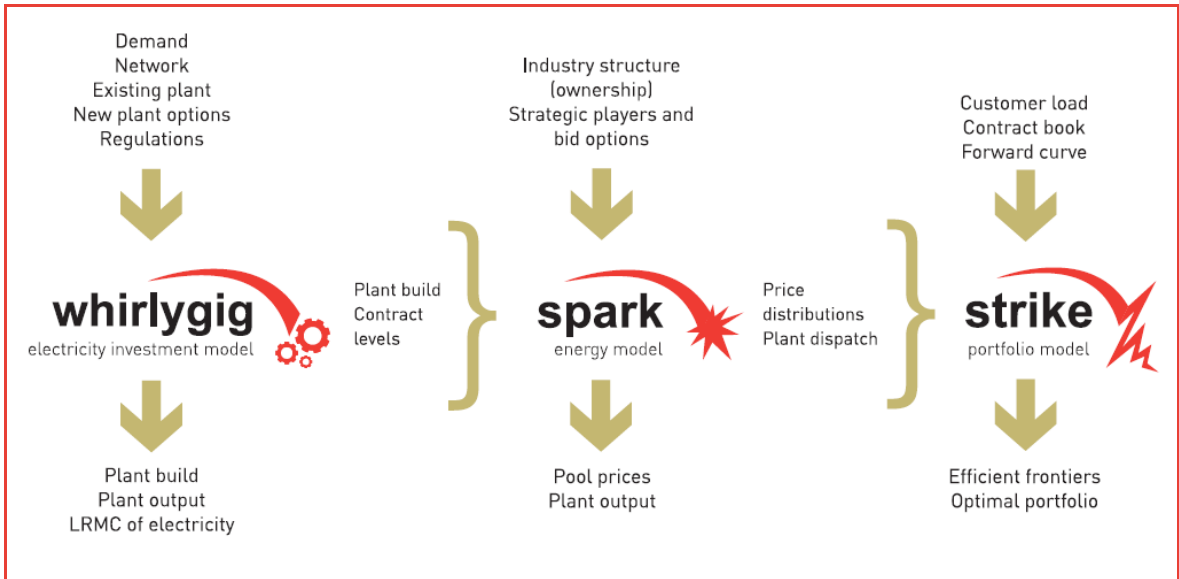 Demand
Network
Existing plant
New plant options
Regulations
whirlygig
electricity investment model
Plant build
Plant output
LRMC of electricity
Plant build
Contract
levels
Industry structure
(ownership)
Strategic players and
bid options
spark
energy model
Pool prices
Plant output
Price
distributions
Plant dispatch
Customer load
Contract book
Forward curve
strike
portfolio model
Efficient frontiers
Optimal portfolio